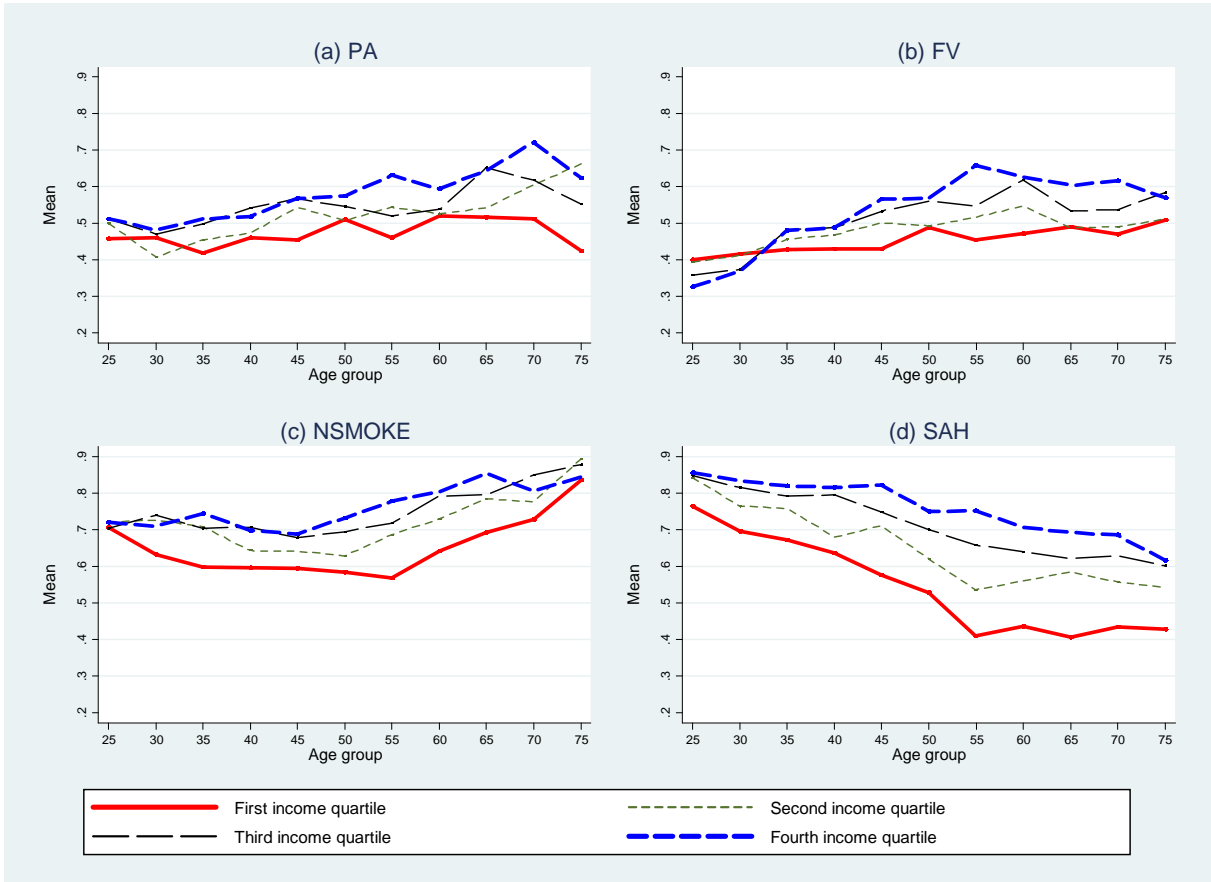 (a) PA
Mean
.9
.8
.7
.6
.5
.4
.3
.2
25 30 35 40 45 50 55 60 65 70 75
Age group
(b) FV
Mean
.9
.8
.7
.6
.5
.4
.3
.2
25 30 35 40 45 50 55 60 65 70 75
Age group
(c) NSMOKE
Mean
.9
.8
.7
.6
.5
.4
.3
.2
25 30 35 40 45 50 55 60 65 70 75
Age group
(d) SAH
Mean
.9
.8
.7
.6
.5
.4
.3
.2
25 30 35 40 45 50 55 60 65 70 75
Age group
First income quartile
Second income quartile
Third income quartile
Fourth income quartile